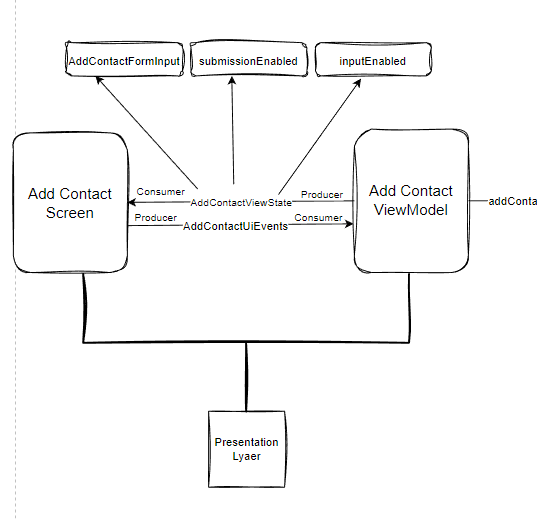 AddContactFormInput
submissionEnabled
inputEnabled
Add Contact
Screen
Consumer
AddContactViewState
Producer
Producer
AddContactUiEvents
Consumer
Add Contact
ViewModel
addConta
Presentation
Lyaer